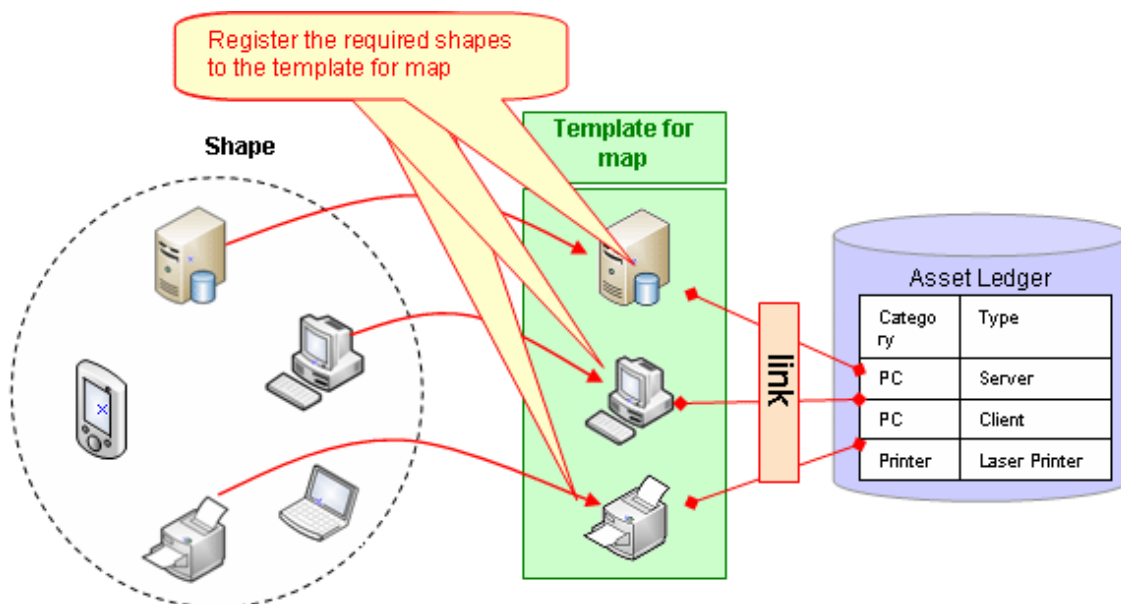 Register the required shapes
to the template for map
Shape
Template for
map
link
Asset Ledger
Catego
ry
Type
PC
Server
PC
Client
Printer
Laser Printer